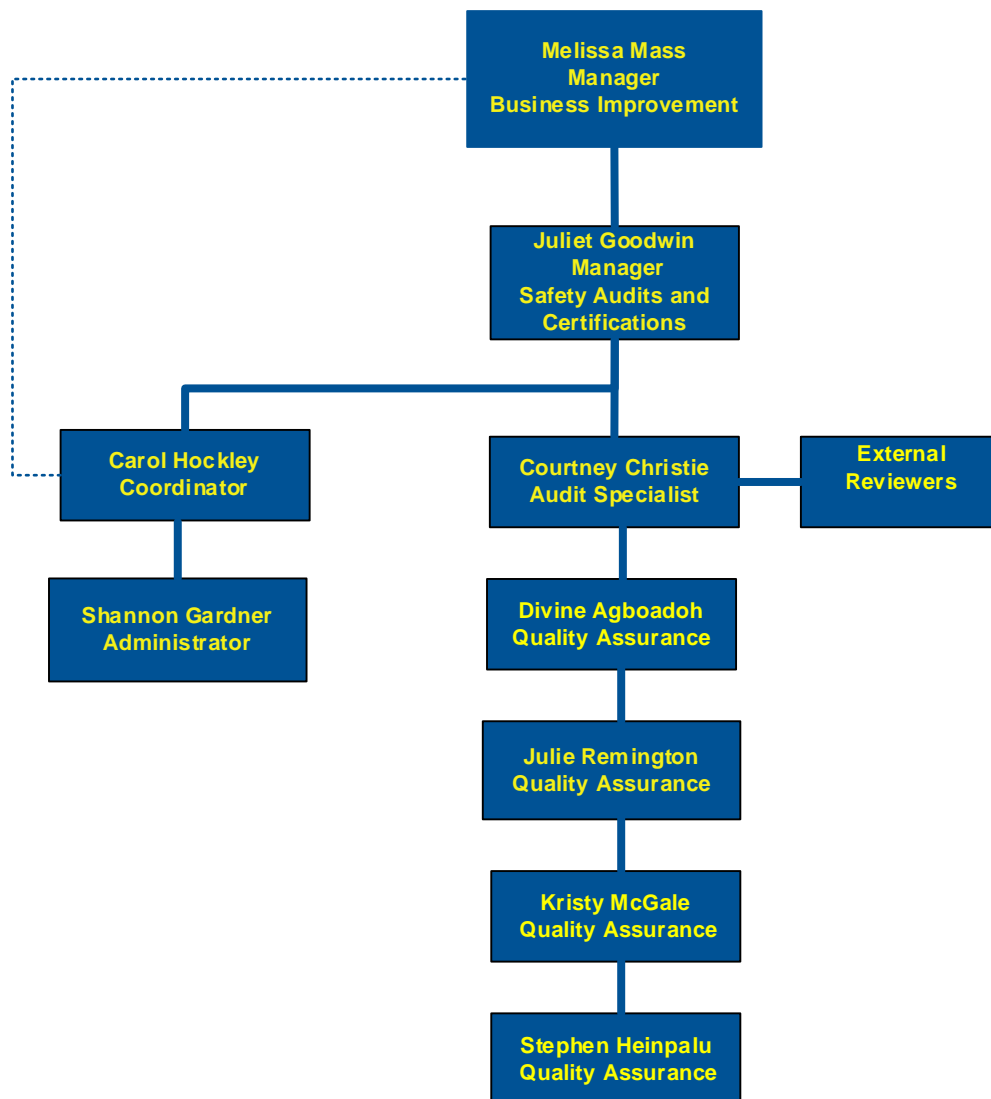 Melissa Mass
Manager
Business Improvement
Juliet Goodwin
Manager
Safety Audits and
Certifications
Carol Hockley
Coordinator
Courtney Christie
Audit Specialist
External
Reviewers
Shannon Gardner
Administrator
Divine Agboadoh
Quality Assurance
Julie Remington
Quality Assurance
Kristy McGale
Quality Assurance
Stephen Heinpalu
Quality Assurance